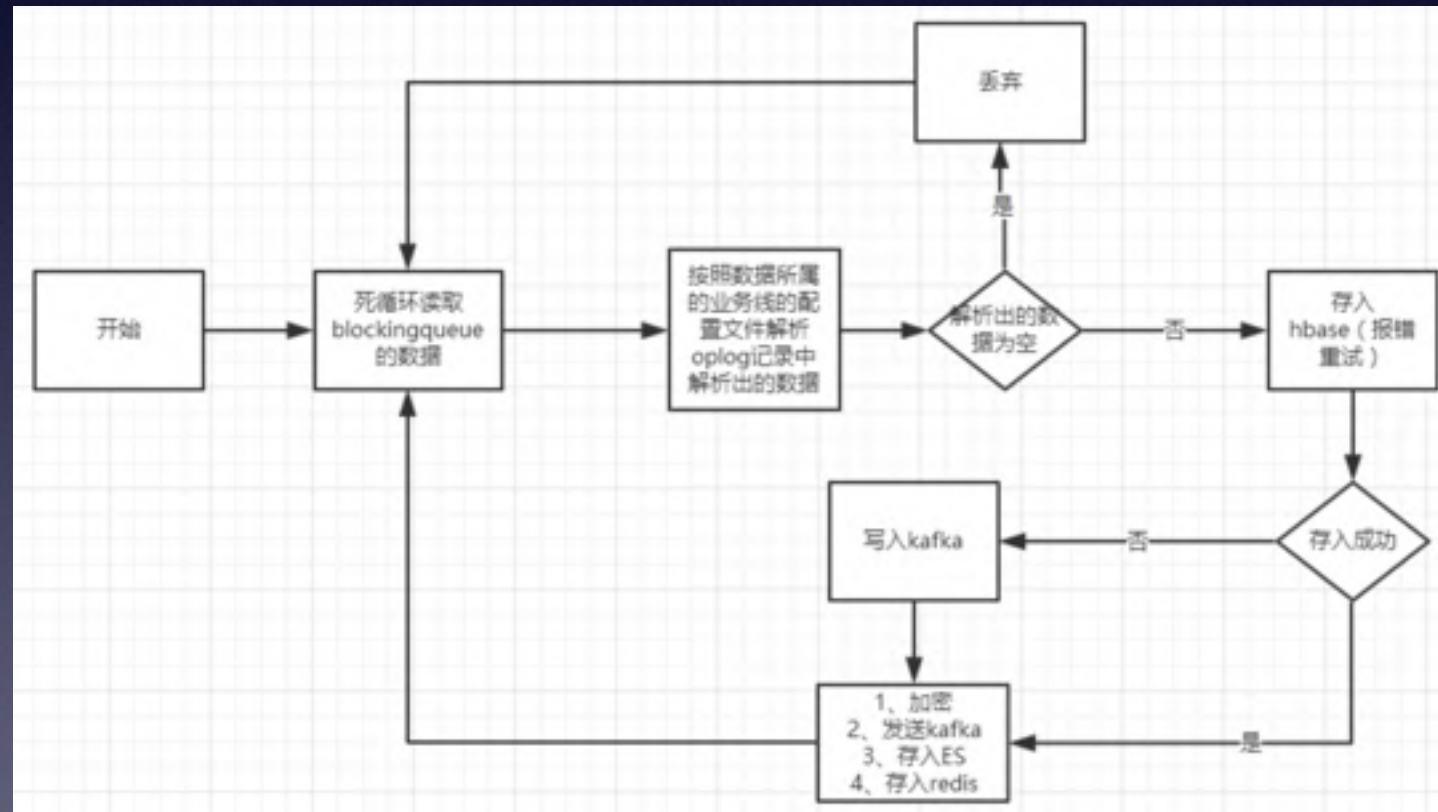 丢弃
是
开始
死循环读取
blockingqueue
的数据
按照数据所属
的业务线的配
置文件解析
oplog记录中
解析出的数据
解析出的数
据为空
否
存入
hbase（报错
重试）
写入kafka
否
存入成功
1、加密
2、发送kafka
3、存入ES
4、存入redis
是